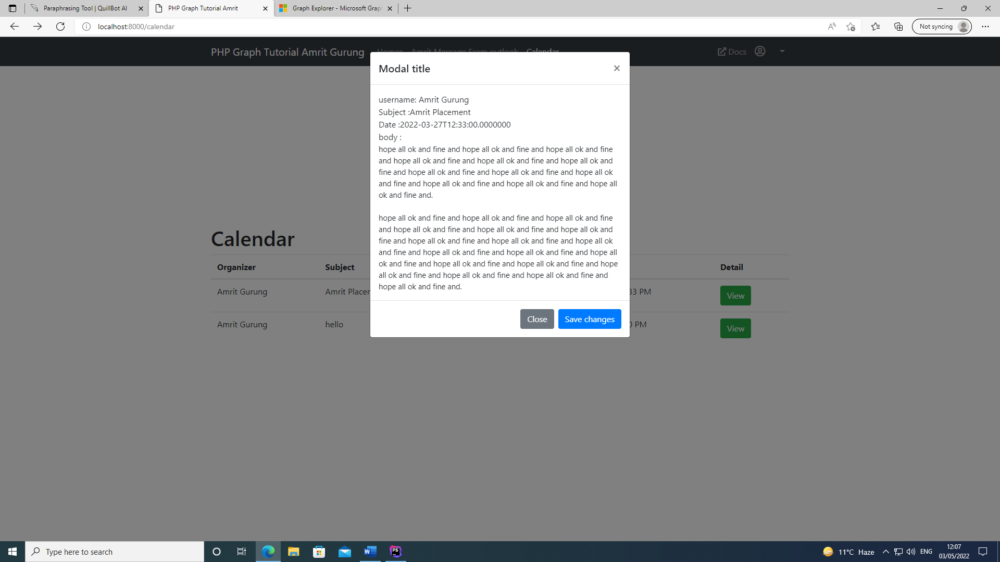 Paraphrasing Tool | QuillBot AI
PHP Graph Tutorial Amrit
Graph Explorer - Microsoft Grap
localhost:8000/calendar
Not syncing
PHP Graph Tutorial Amrit Gurung
Homes Amrit Message From outlook Calendar
Docs
Modal title
username: Amrit Gurung
Subject :Amrit Placement
Date :2022-03-27T12:33:00.0000000
body :
hope all ok and fine and hope all ok and fine and hope all ok and fine
and hope all ok and fine and hope all ok and fine and hope all ok and
fine and hope all ok and fine and hope all ok and fine and hope all ok
and fine and hope all ok and fine and hope all ok and fine and hope all
ok and fine and.
hope all ok and fine and hope all ok and fine and hope all ok and fine
and hope all ok and fine and hope all ok and fine and hope all ok and
fine and hope all ok and fine and hope all ok and fine and hope all ok
and fine and hope all ok and fine and hope all ok and fine and hope all
ok and fine and hope all ok and fine and hope all ok and fine and hope
all ok and fine and hope all ok and fine and hope all ok and fine and
hope all ok and fine and.
Close Save changes
Calendar
Organizer Subject Detail
Amrit Gurung Amrit Placem 33 PM View
Amrit Gurung hello 0 PM View
Type here to search
11°C Haze
ENG
12:07
03/05/2022